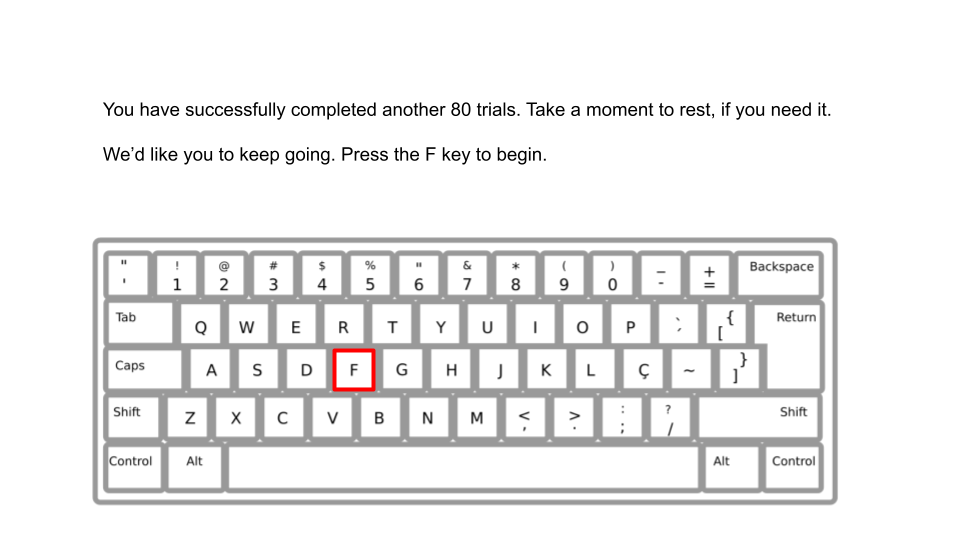 You have successfully completed another 80 trials. Take a moment to rest, if you need it.
We’d like you to keep going. Press the F key to begin.
" ! @ # $ % " & * ( ) _ + Backspace
' 1 2 3 4 5 6 7 8 9 0 - =
Tab Q W E R T Y U I O P ` { Return
´ [
Caps A S D F G H J K L Ç ~ }
]
Shift Z X C V B N M < > : ? Shift
, . ; /
Control Alt Alt Control